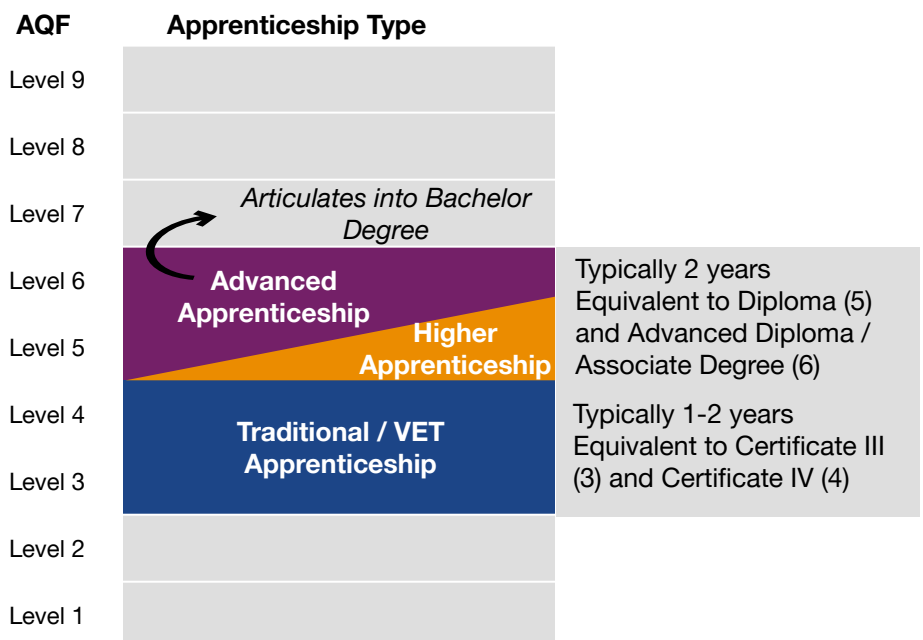 AQF Apprenticeship Type
Level 9
Level 8
Level 7
Articulates into Bachelor
Degree
Level 6
Advanced
Apprenticeship
Typically 2 years
Equivalent to Diploma (5)
and Advanced Diploma /
Associate Degree (6)
Level 5
Higher
Apprenticeship
Level 4
Traditional / VET
Apprenticeship
Typically 1-2 years
Equivalent to Certificate III
(3) and Certificate IV (4)
Level 3
Level 2
Level 1